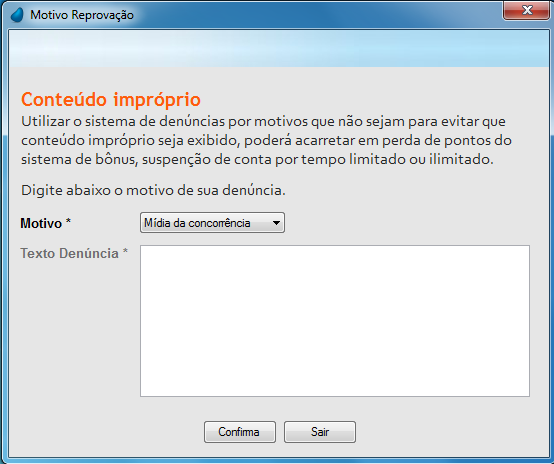 Motivo Reprovação
Conteúdo impróprio
Utilizar o sistema de denúncias por motivos que não sejam para evitar que
conteúdo impróprio seja exibido, poderá acarretar em perda de pontos do
sistema de bônus, suspenção de conta por tempo limitado ou ilimitado.
Digite abaixo o motivo de sua denúncia.
Motivo * Mídia da concorrência
Texto Denúncia *
Confirma Sair